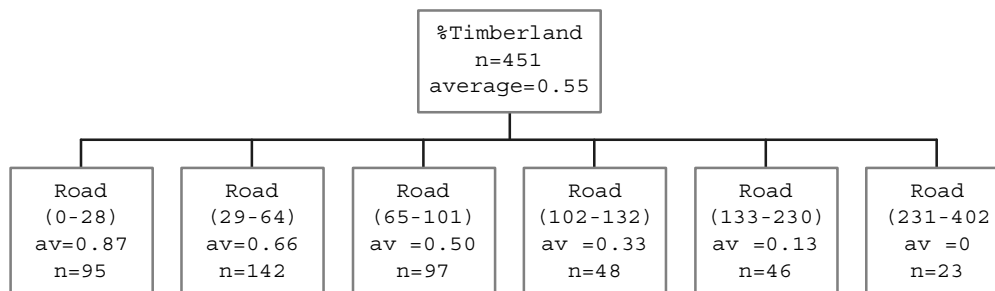 %Timberland
n=451
average=0.55
Road
(0-28)
av=0.87
n=95
Road
(29-64)
av=0.66
n=142
Road
(65-101)
av =0.50
n=97
Road
(102-132)
av =0.33
n=48
Road
(133-230)
av =0.13
n=46
Road
(231-402
av =0
n=23